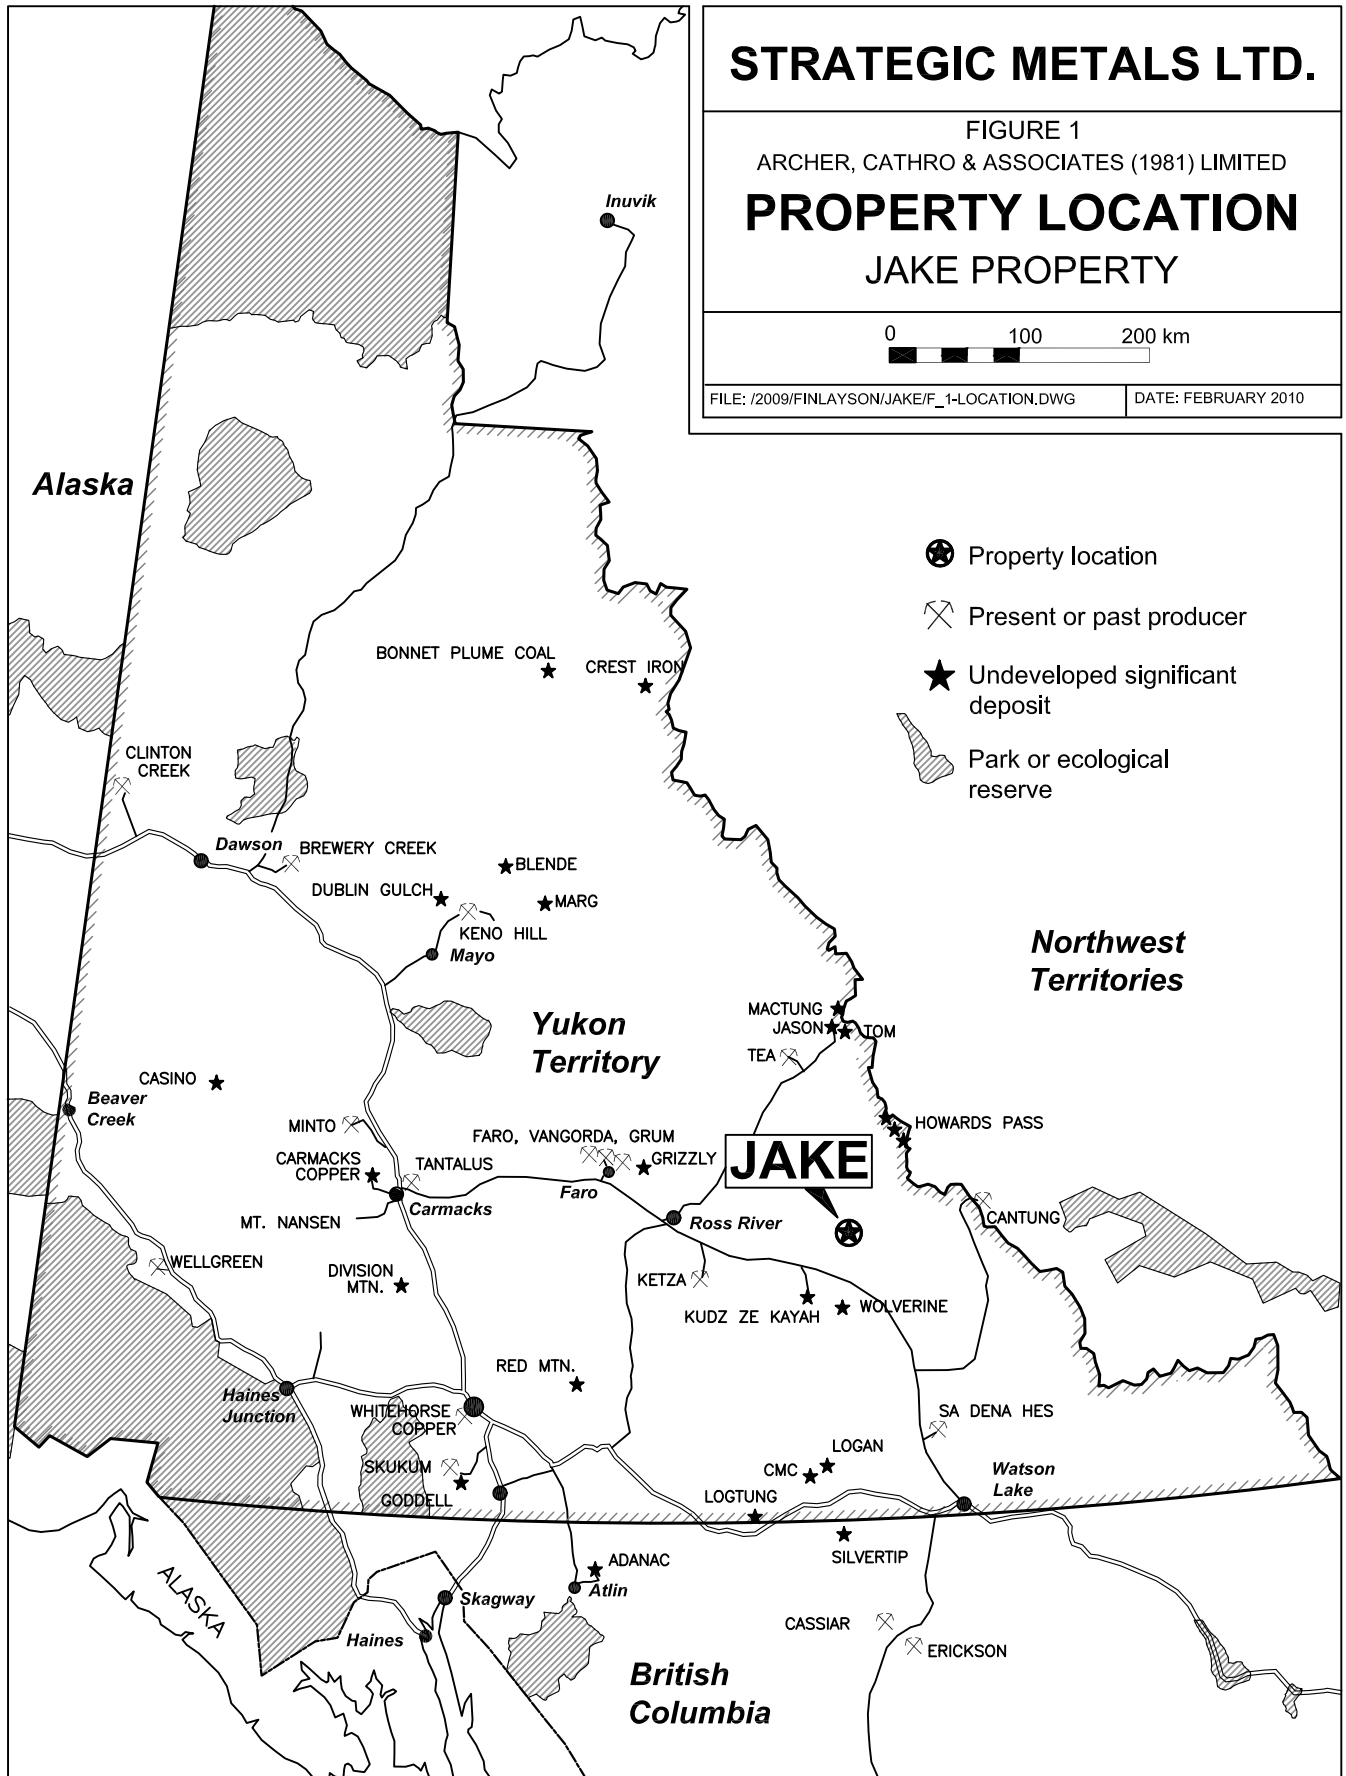 STRATEGIC METALS LTD.
FIGURE 1
ARCHER, CATHRO & ASSOCIATES (1981) LIMITED
PROPERTY LOCATION
JAKE PROPERTY
0 100 200 km
FILE: /2009/FINLAYSON/JAKE/F_1-LOCATION.DWG
DATE: FEBRUARY 2010
Inuvik
Alaska
Property location
Present or past producer
Undeveloped significant
deposit
Park or ecological
reserve
BONNET PLUME COAL
CREST IRON
CLINTON
CREEK
Dawson
BREWERY CREEK
BLENDE
DUBLIN GULCH
MARG
KENO HILL
Mayo
Northwest
Territories
Yukon
Territory
MACTUNG
JASON
TOM
TEA
CASINO
Beaver
Creek
MINTO
HOWARDS PASS
FARO, VANGORDA, GRUM
GRIZZLY
JAKE
CARMACKS
COPPER
TANTALUS
Faro
Carmacks
MT. NANSEN
Ross River
CANTUNG
WELLGREEN
DIVISION
MTN.
KETZA
KUDZ ZE KAYAH
WOLVERINE
RED MTN.
Haines
Junction
WHITEHORSE
COPPER
SA DENA HES
SKUKUM
GODDELL
LOGAN
CMC
LOGTUNG
Watson
Lake
SILVERTIP
ADANAC
Atlin
ALASKA
Skagway
Haines
CASSIAR
ERICKSON
British
Columbia